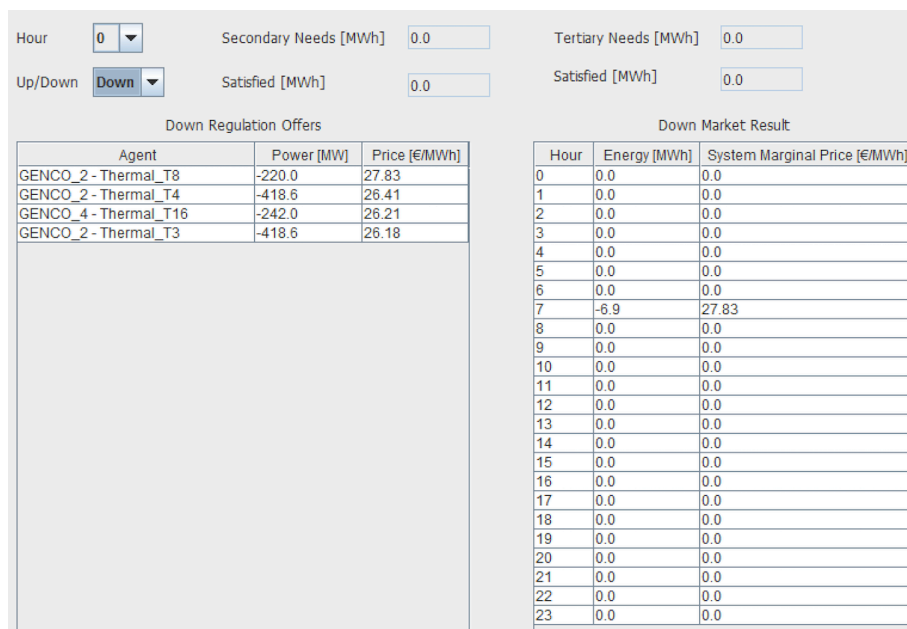 Hour 0 Secondary Needs [MWh] 0.0 Tertiary Needs [MWh] 0.0
Up/Down Down Satisfied [MWh] 0.0 Satisfied [MWh] 0.0
Down Regulation Offers
Agent Power [MW] Price [€/MWh]
GENCO_2 - Thermal_T8 -220.0 27.83
GENCO_2 - Thermal_T4 -418.6 26.41
GENCO_4 - Thermal_T16 -242.0 26.21
GENCO_2 - Thermal_T3 -418.6 26.18
Down Market Result
Hour Energy [MWh] System Marginal Price [€/MWh]
0 0.0 0.0
1 0.0 0.0
2 0.0 0.0
3 0.0 0.0
4 0.0 0.0
5 0.0 0.0
6 0.0 0.0
7 -6.9 27.83
8 0.0 0.0
9 0.0 0.0
10 0.0 0.0
11 0.0 0.0
12 0.0 0.0
13 0.0 0.0
14 0.0 0.0
15 0.0 0.0
16 0.0 0.0
17 0.0 0.0
18 0.0 0.0
19 0.0 0.0
20 0.0 0.0
21 0.0 0.0
22 0.0 0.0
23 0.0 0.0